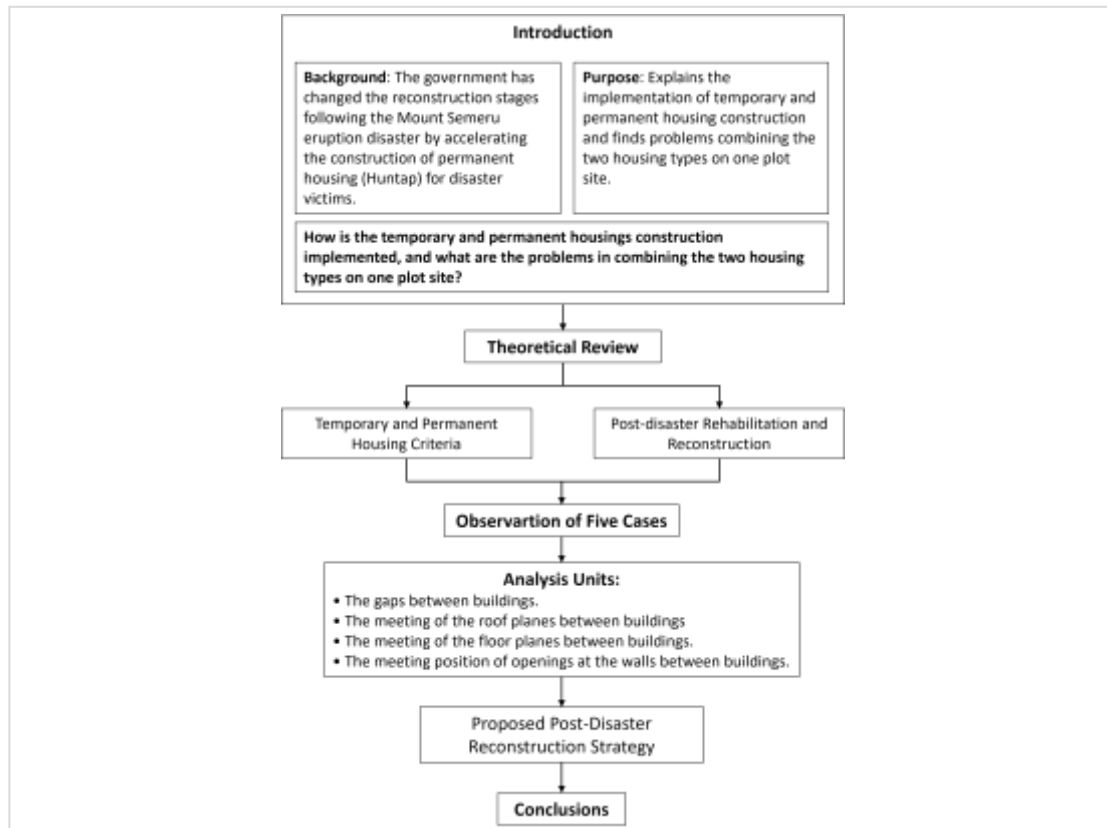 Introduction
Background: The government has
changed the reconstruction stages
following the Mount Semeru
eruption disaster by accelerating
the construction of permanent
housing (Huntap) for disaster
victims.
Purpose: Explains the
implementation of temporary and
permanent housing construction
and finds problems combining the
two housing types on one plot
site.
How is the temporary and permanent housings construction
implemented, and what are the problems in combining the two housing
types on one plot site?
Theoretical Review
Temporary and Permanent
Housing Criteria
Post-disaster Rehabilitation and
Reconstruction
Observartion of Five Cases
Analysis Units:
• The gaps between buildings.
• The meeting of the roof planes between buildings
• The meeting of the floor planes between buildings.
• The meeting position of openings at the walls between buildings.
Proposed Post-Disaster
Reconstruction Strategy
Conclusions